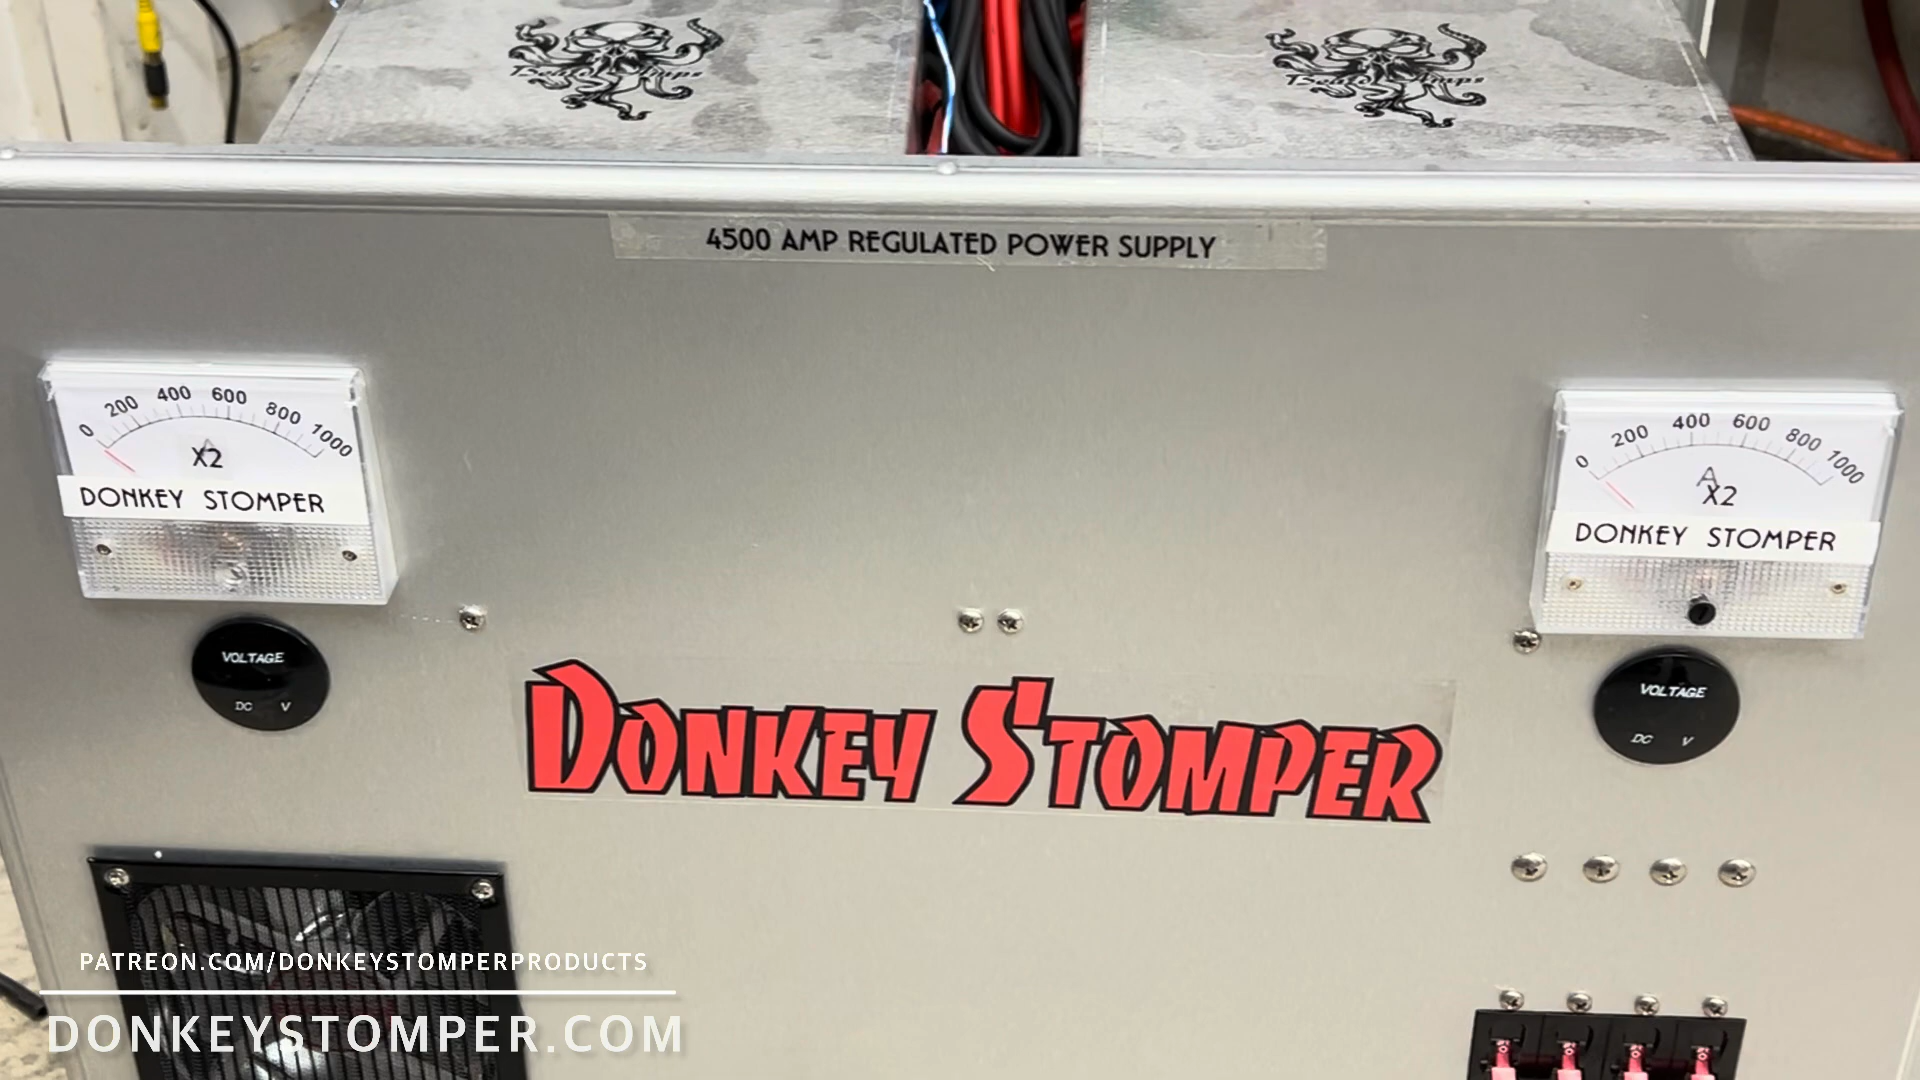 4500 AMP REGULATED POWER SUPPLY
0 200 400 600 800 1000
X2
DONKEY STOMPER
VOLTAGE
DC V
0 200 400 600 800 1000
A
X2
DONKEY STOMPER
VOLTAGE
DC V
DONKEY STOMPER
PATREON.COM/DONKEYSTOMPERPRODUCTS
DONKEYSTOMPER.COM